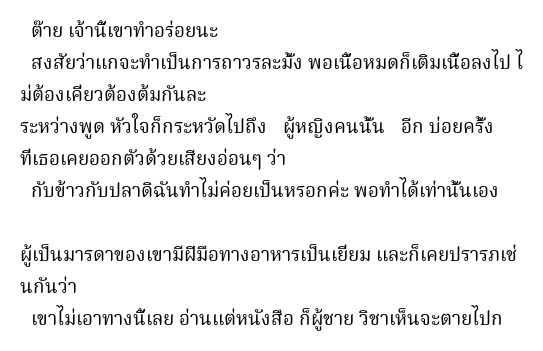 ต๊าย เจ้านี้เขาทำอร่อยนะ
สงสัยว่าแกจะทำเป็นการถาวรละมั้ง พอเนื้อหมดก็เติมเนื้อลงไป ไ
ม่ต้องเคียวต้องต้มกันละ
ระหว่างพูด หัวใจก็กระหวัดไปถึง ผู้หญิงคนนั้น อีก บ่อยครั้ง
ที่เธอเคยออกตัวด้วยเสียงอ่อนๆ ว่า
กับข้าวกับปลาดิฉันทำไม่ค่อยเป็นหรอกค่ะ พอทำได้เท่านั้นเอง
ผู้เป็นมารดาของเขามีฝีมือทางอาหารเป็นเยี่ยม และก็เคยปรารภเช่
นกันว่า
เขาไม่เอาทางนี้เลย อ่านแต่หนังสือ ก็ผู้ชาย วิชาเห็นจะตายไปก